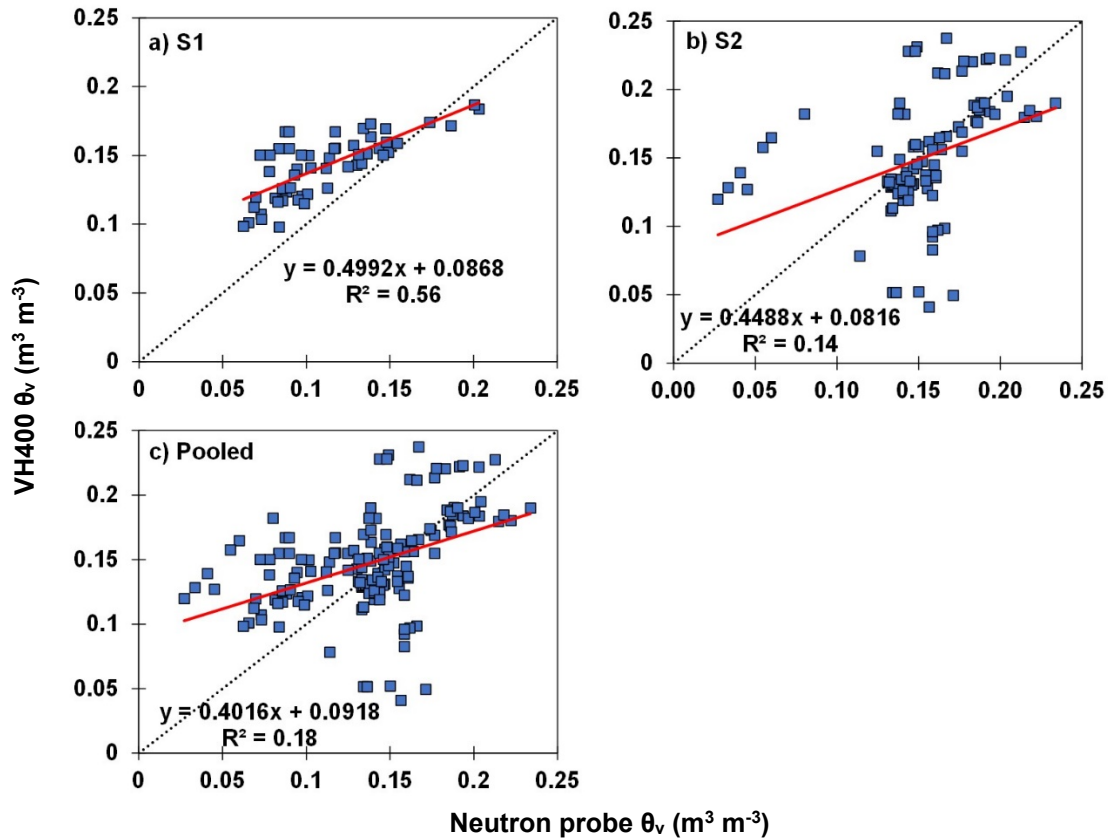 a) S1
0.25
0.2
0.15
0.1
0.05
0
y = 0.4992x + 0.0868
R² = 0.56
0 0.05 0.10 0.15 0.20 0.25
b) S2
0.25
0.2
0.15
0.1
0.05
0
y = 0.4488x + 0.0816
R² = 0.14
0.00 0.05 0.10 0.15 0.20 0.25
c) Pooled
0.25
0.2
0.15
0.1
0.05
0
y = 0.4016x + 0.0918
R² = 0.18
0 0.05 0.10 0.15 0.20 0.25
VH400 θᵥ (m³ m⁻³)
Neutron probe θᵥ (m³ m⁻³)